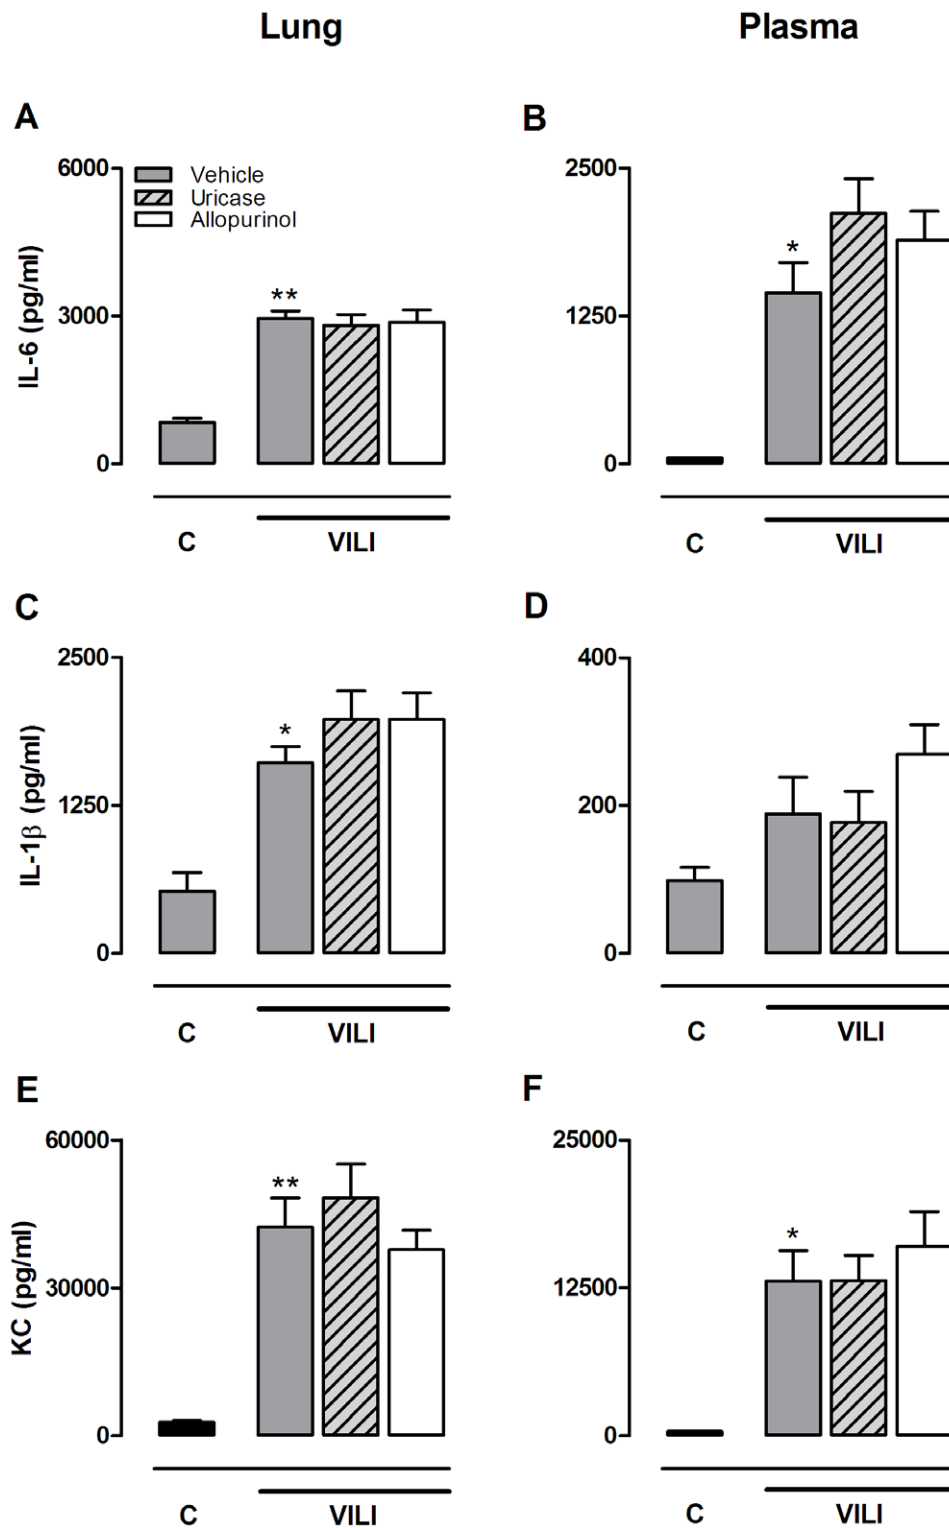 Lung Plasma
A B
6000
Vehicle
Uricase
Allopurinol
IL-6 (pg/ml)
**
3000
0
C VILI
2500
*
1250
0
C VILI
C D
2500
IL-1β (pg/ml)
*
1250
0
C VILI
400
200
0
C VILI
E F
60000
KC (pg/ml)
**
30000
0
C VILI
25000
*
12500
0
C VILI